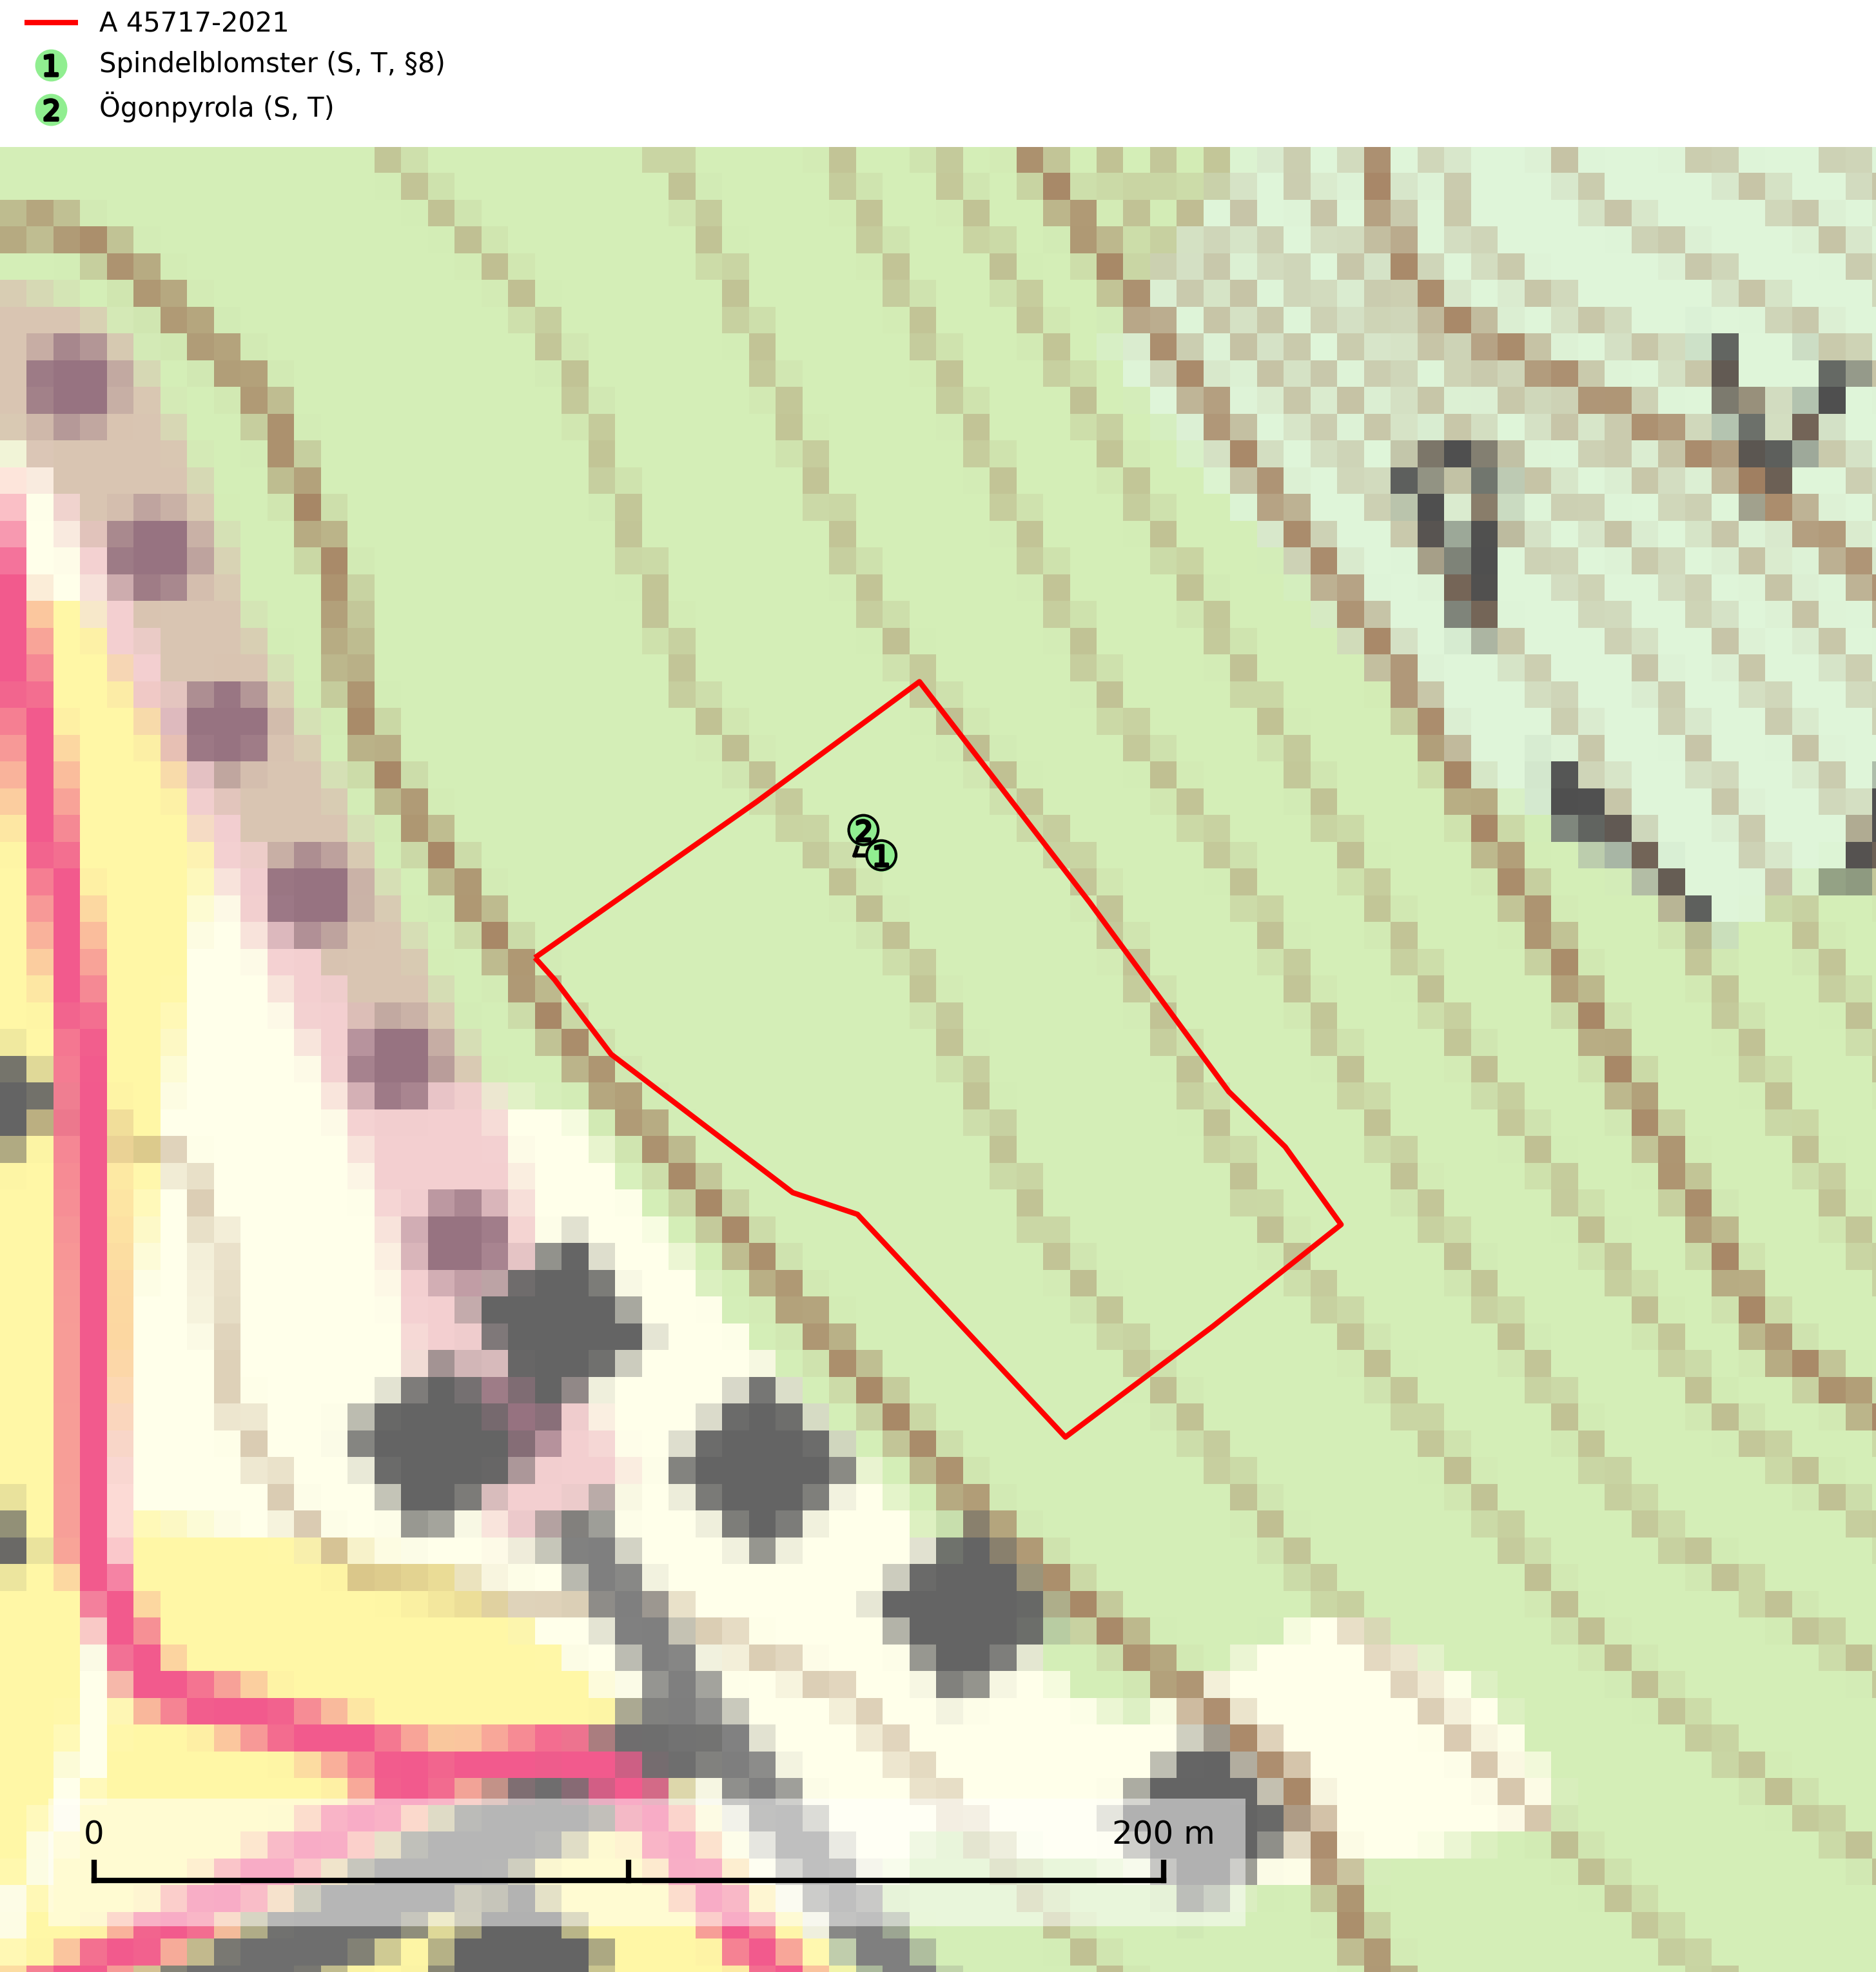 A 45717-2021
1 Spindelblomster (S, T, §8)
2 Ögonpyrola (S, T)
2
1
0 200 m